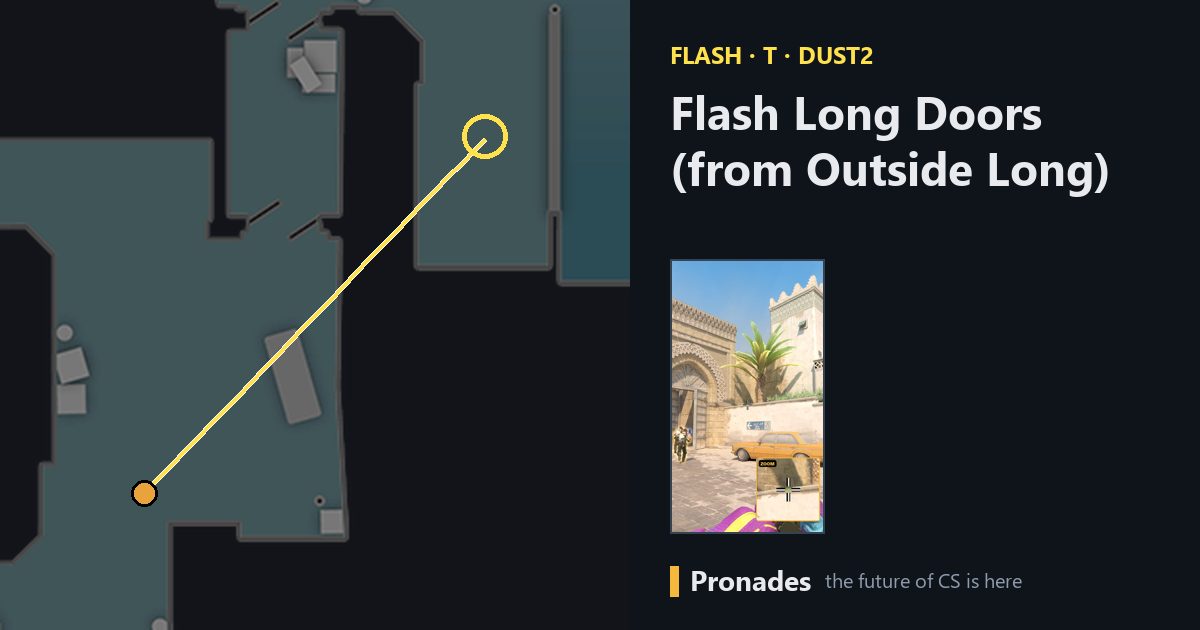 FLASH · T · DUST2
Flash Long Doors
(from Outside Long)
ZOOM
Pronades the future of CS is here